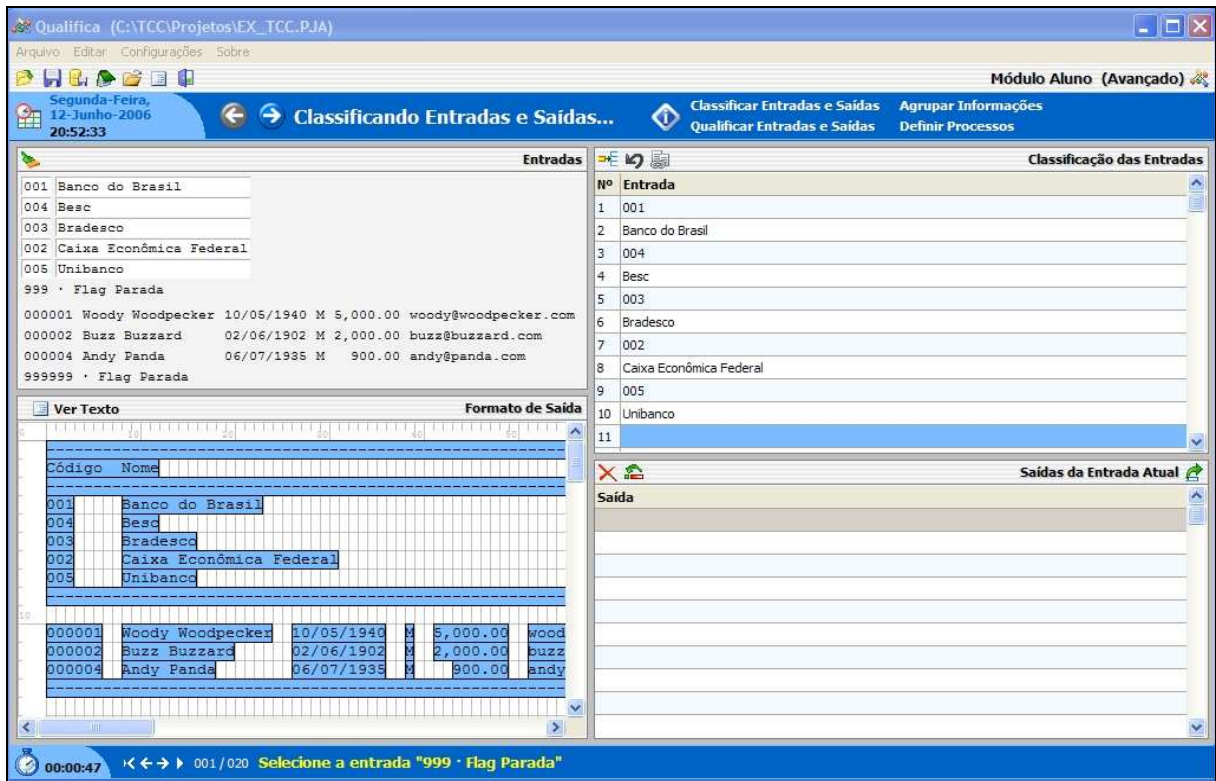 Qualifica (C:\TCC\Projetos\EX_TCC.PJA)
Arquivo Editar Configurações Sobre
Módulo Aluno (Avançado)
Segunda-Feira,
12-Junho-2006
20:52:33
Classificando Entradas e Saídas...
Classificar Entradas e Saídas Agrupar Informações
Qualificar Entradas e Saídas Definir Processos
Entradas
001 Banco do Brasil
004 Besc
003 Bradesco
002 Caixa Econômica Federal
005 Unibanco
999 · Flag Parada
000001 Woody Woodpecker 10/05/1940 M 5,000.00 woody@woodpecker.com
000002 Buzz Buzzard 02/06/1902 M 2,000.00 buzz@buzzard.com
000004 Andy Panda 06/07/1935 M 900.00 andy@panda.com
999999 · Flag Parada
Ver Texto Formato de Saída
0 10 20 30 40 50
Código Nome
001 Banco do Brasil
004 Besc
003 Bradesco
002 Caixa Econômica Federal
005 Unibanco
10
000001 Woody Woodpecker 10/05/1940 M 5,000.00 wood
000002 Buzz Buzzard 02/06/1902 M 2,000.00 buzz
000004 Andy Panda 06/07/1935 M 900.00 andy
Classificação das Entradas
Nº Entrada
1 001
2 Banco do Brasil
3 004
4 Besc
5 003
6 Bradesco
7 002
8 Caixa Econômica Federal
9 005
10 Unibanco
11
Saídas da Entrada Atual
Saída
00:00:47 001/020 Selecione a entrada "999 · Flag Parada"